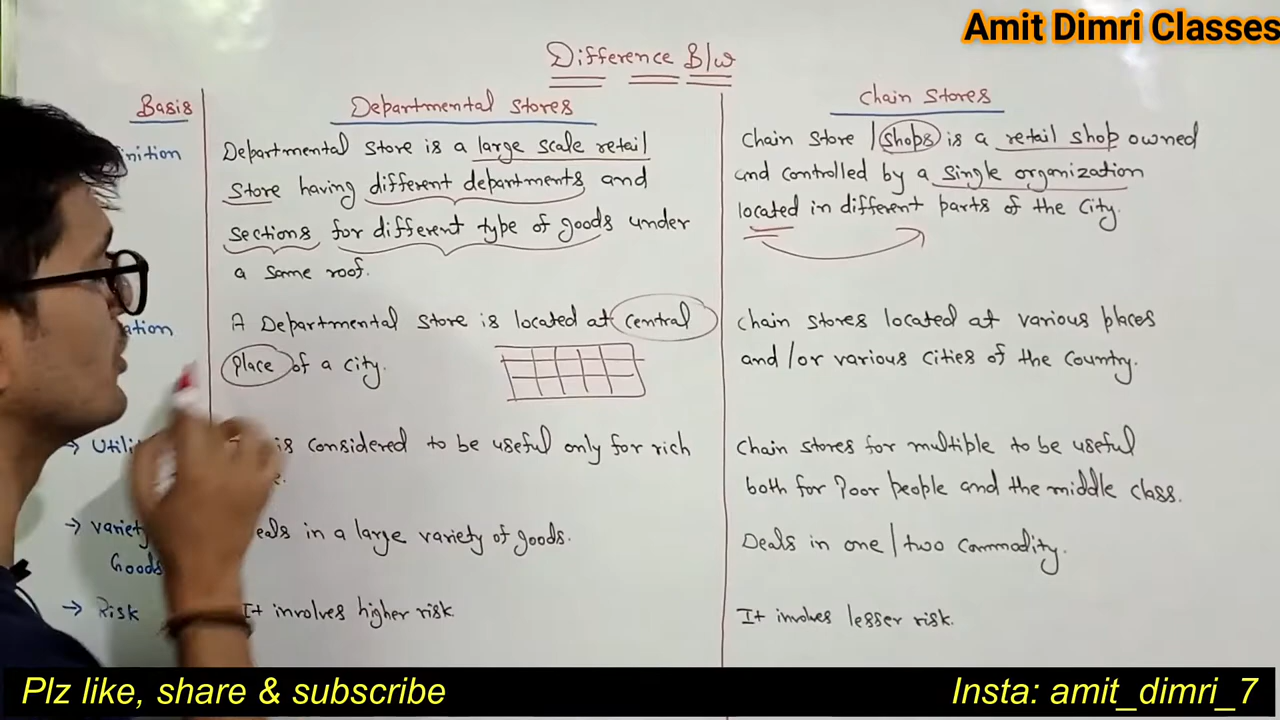 Amit Dimri Classes
Difference B/w
Basis
Departmental Stores
Chain Stores
Departmental Store is a large scale retail
Store having different departments and
sections for different type of goods under
a same roof.
Chain Store / shops is a retail shop owned
and controlled by a single organization
located in different parts of the City.
A Departmental Store is located at central
Place of a city.
Chain stores located at various places
and /or various cities of the Country.
→ Utili
is considered to be useful only for rich
Chain stores for multiple to be useful
both for Poor people and the middle class.
→ Variety
Goods
eals in a large variety of goods.
Deals in one / two Commodity.
→ Risk
It involves higher risk.
It involves lesser risk.
Plz like, share & subscribe
Insta: amit_dimri_7